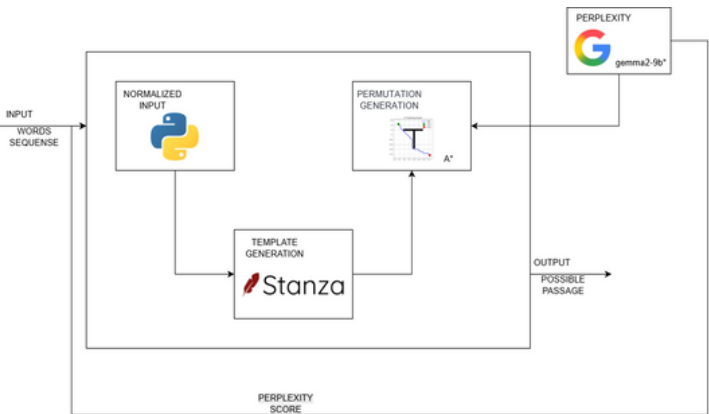 PERPLEXITY
gemma2-9b*
NORMALIZED
INPUT
PERMUTATION
GENERATION
A*
INPUT
WORDS
SEQUENSE
TEMPLATE
GENERATION
Stanza
OUTPUT
POSSIBLE
PASSAGE
PERPLEXITY
SCORE